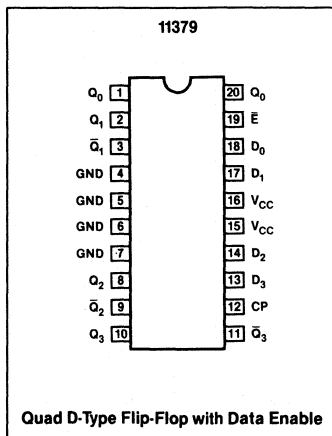 11379
Q0 1 20 Q0
Q1 2 19 E̅
Q̅1 3 18 D0
GND 4 17 D1
GND 5 16 VCC
GND 6 15 VCC
GND 7 14 D2
Q2 8 13 D3
Q̅2 9 12 CP
Q3 10 11 Q̅3
Quad D-Type Flip-Flop with Data Enable